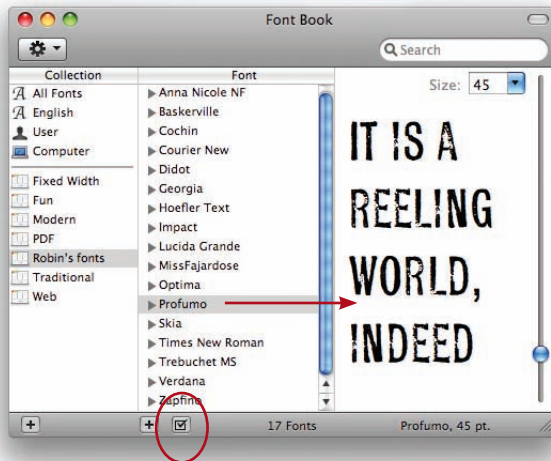 Font Book
Search
Collection
All Fonts
English
User
Computer
Fixed Width
Fun
Modern
PDF
Robin's fonts
Traditional
Web
Font
Anna Nicole NF
Baskerville
Cochin
Courier New
Didot
Georgia
Hoefler Text
Impact
Lucida Grande
MissFajardose
Optima
Profumo
Skia
Times New Roman
Trebuchet MS
Verdana
Zapfino
Size: 45
IT IS A
REELING
WORLD,
INDEED
17 Fonts
Profumo, 45 pt.